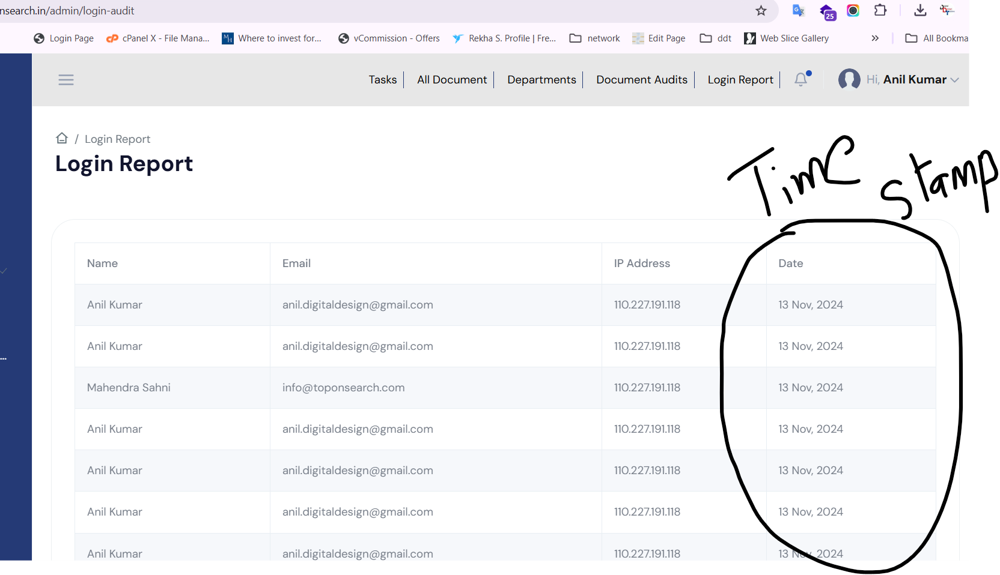 nsearch.in/admin/login-audit
25
Login Page cPanel X - File Mana... MH Where to invest for... vCommission - Offers Rekha S. Profile | Fre... network Edit Page ddt Web Slice Gallery » All Bookma
Tasks All Document Departments Document Audits Login Report Hi, Anil Kumar
/ Login Report
Login Report
Time Stamp
Name Email IP Address Date
Anil Kumar anil.digitaldesign@gmail.com 110.227.191.118 13 Nov, 2024
Anil Kumar anil.digitaldesign@gmail.com 110.227.191.118 13 Nov, 2024
Mahendra Sahni info@toponsearch.com 110.227.191.118 13 Nov, 2024
Anil Kumar anil.digitaldesign@gmail.com 110.227.191.118 13 Nov, 2024
Anil Kumar anil.digitaldesign@gmail.com 110.227.191.118 13 Nov, 2024
Anil Kumar anil.digitaldesign@gmail.com 110.227.191.118 13 Nov, 2024
...
Anil Kumar anil.digitaldesign@gmail.com 110.227.191.118 13 Nov, 2024